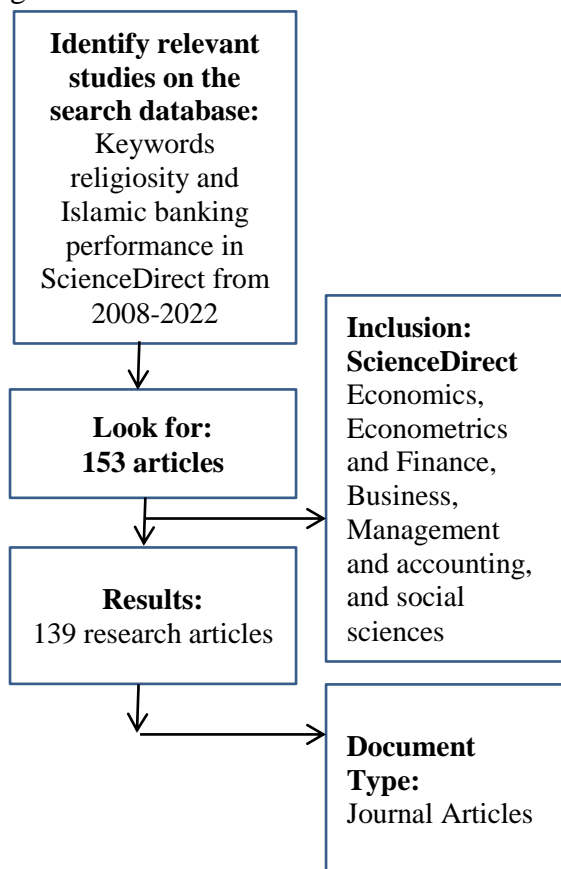 Identify relevant
studies on the
search database:
Keywords
religiosity and
Islamic banking
performance in
ScienceDirect from
2008-2022
Look for:
153 articles
Inclusion:
ScienceDirect
Economics,
Econometrics
and Finance,
Business,
Management
and accounting,
and social
sciences
Results:
139 research articles
Document
Type:
Journal Articles